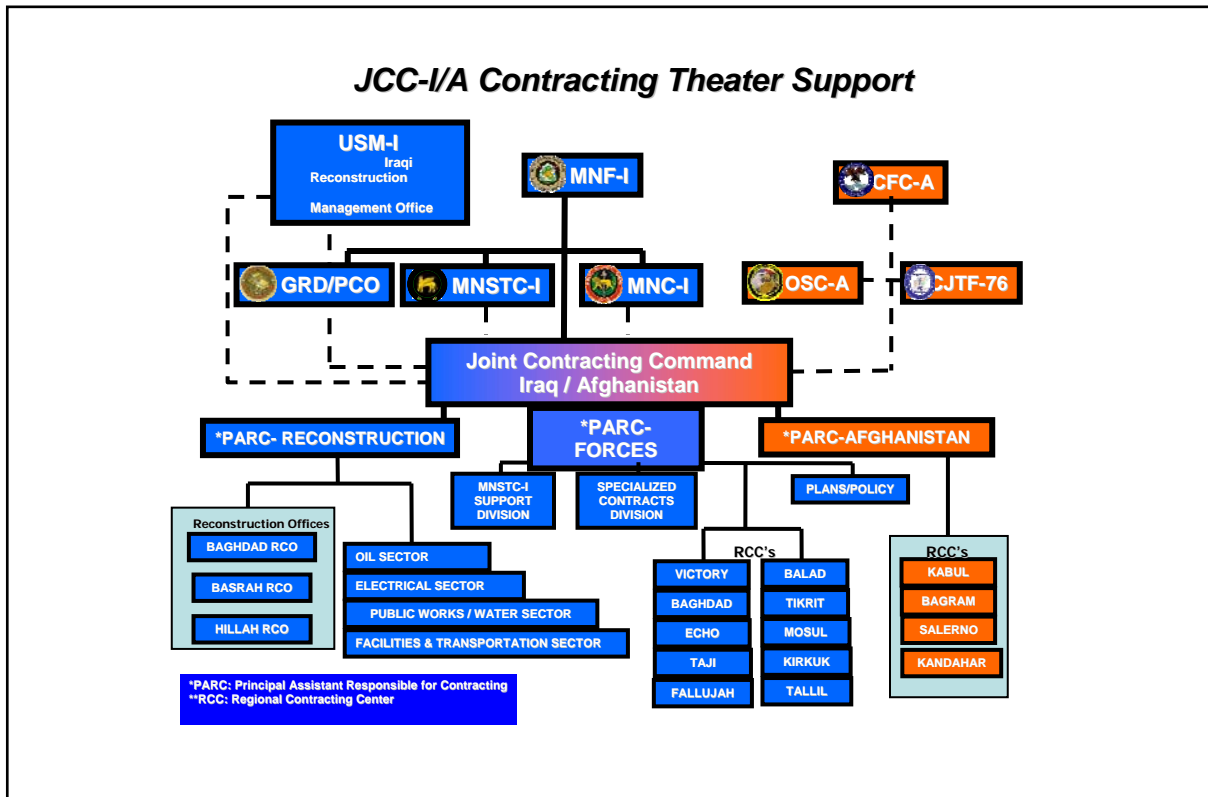 JCC-I/A Contracting Theater Support
USM-I
Iraqi
Reconstruction
Management Office
MNF-I
CFC-A
GRD/PCO
MNSTC-I
MNC-I
OSC-A
CJTF-76
Joint Contracting Command
Iraq / Afghanistan
*PARC- RECONSTRUCTION
*PARC-
FORCES
*PARC-AFGHANISTAN
MNSTC-I
SUPPORT
DIVISION
SPECIALIZED
CONTRACTS
DIVISION
PLANS/POLICY
Reconstruction Offices
BAGHDAD RCO
BASRAH RCO
HILLAH RCO
OIL SECTOR
ELECTRICAL SECTOR
PUBLIC WORKS / WATER SECTOR
FACILITIES & TRANSPORTATION SECTOR
RCC's
VICTORY
BAGHDAD
ECHO
TAJI
FALLUJAH
BALAD
TIKRIT
MOSUL
KIRKUK
TALLIL
RCC's
KABUL
BAGRAM
SALERNO
KANDAHAR
*PARC: Principal Assistant Responsible for Contracting
**RCC: Regional Contracting Center